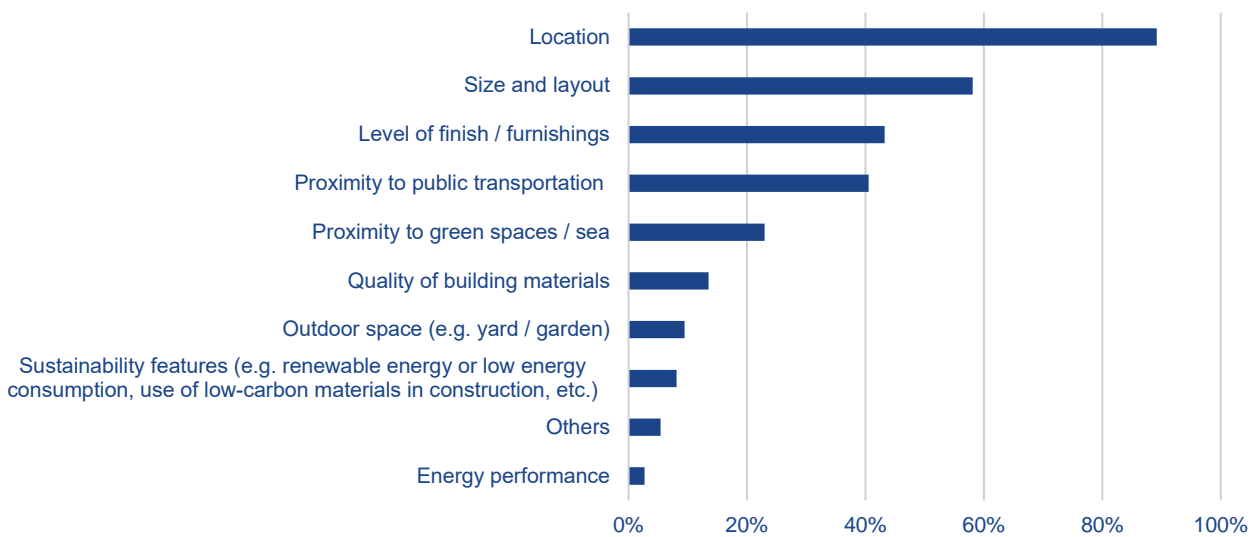 Location
Size and layout
Level of finish / furnishings
Proximity to public transportation
Proximity to green spaces / sea
Quality of building materials
Outdoor space (e.g. yard / garden)
Sustainability features (e.g. renewable energy or low energy
consumption, use of low-carbon materials in construction, etc.)
Others
Energy performance
0% 20% 40% 60% 80% 100%